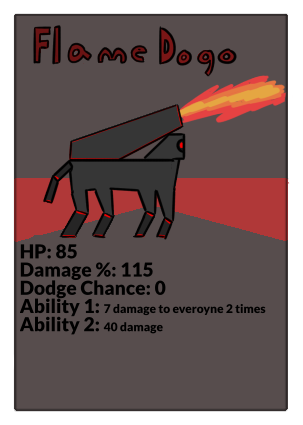 Flame Dogo
HP: 85
Damage %: 115
Dodge Chance: 0
Ability 1: 7 damage to everoyne 2 times
Ability 2: 40 damage